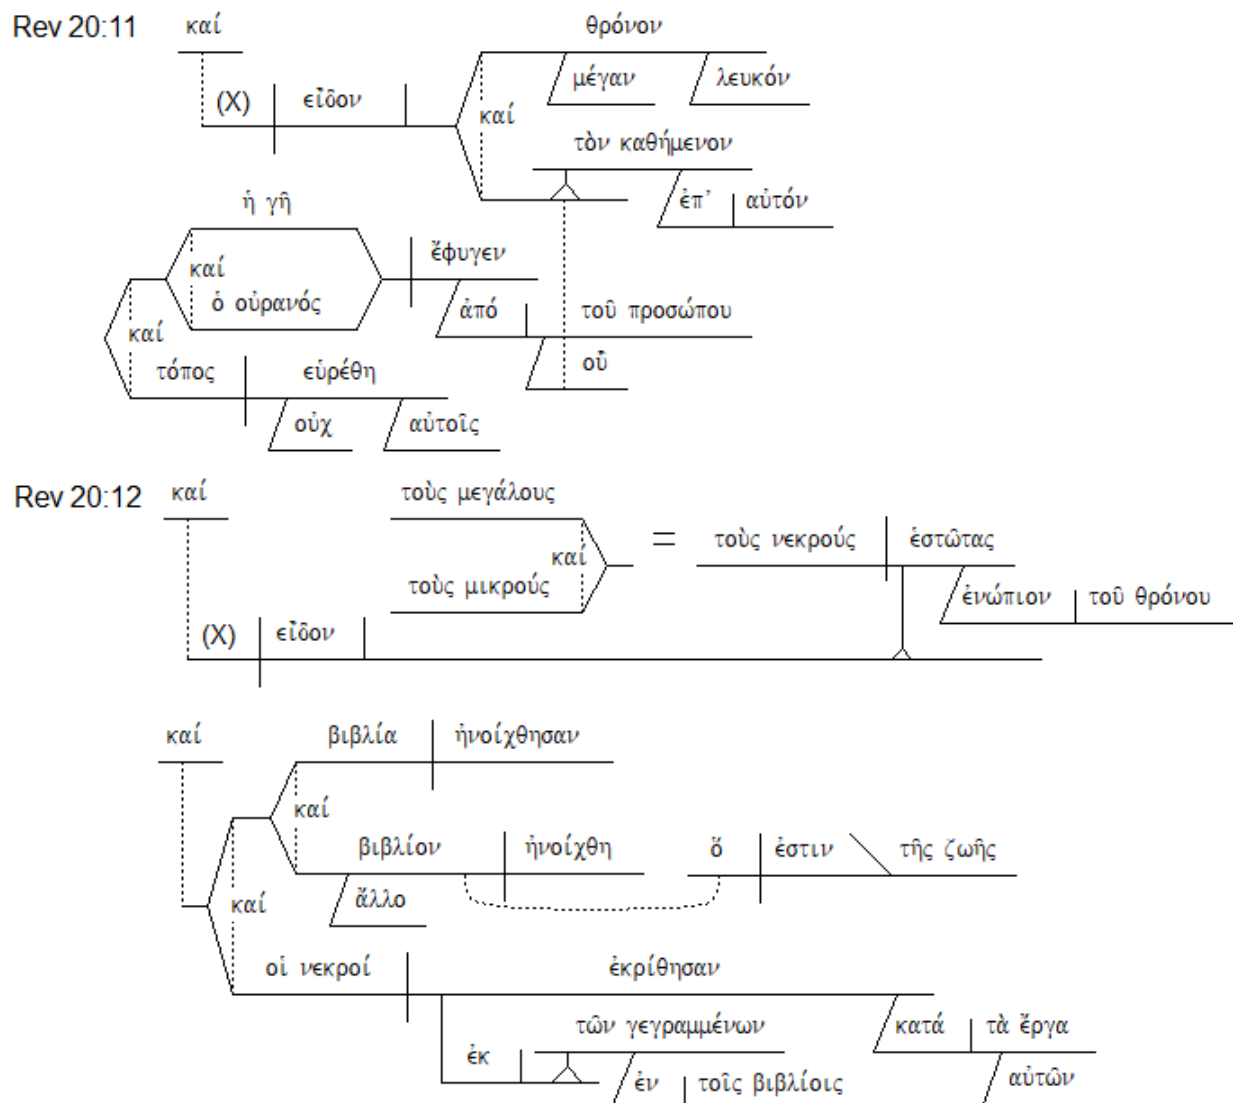 Rev 20:11
καί
θρόνον
μέγαν
λευκόν
(X)
εἶδον
καί
τὸν καθήμενον
ἐπ’
αὐτόν
ἡ γῆ
καί
ἔφυγεν
ὁ οὐρανός
ἀπό
τοῦ προσώπου
καί
οὗ
τόπος
εὑρέθη
οὐχ
αὐτοῖς
Rev 20:12
καί
τοὺς μεγάλους
καί
=
τοὺς νεκρούς
ἑστῶτας
τοὺς μικρούς
ἐνώπιον
τοῦ θρόνου
(X)
εἶδον
καί
βιβλία
ἠνοίχθησαν
καί
βιβλίον
ἠνοίχθη
ὅ
ἐστιν
τῆς ζωῆς
ἄλλο
καί
οἱ νεκροί
ἐκρίθησαν
τῶν γεγραμμένων
κατά
τὰ ἔργα
ἐκ
ἐν
τοῖς βιβλίοις
αὐτῶν